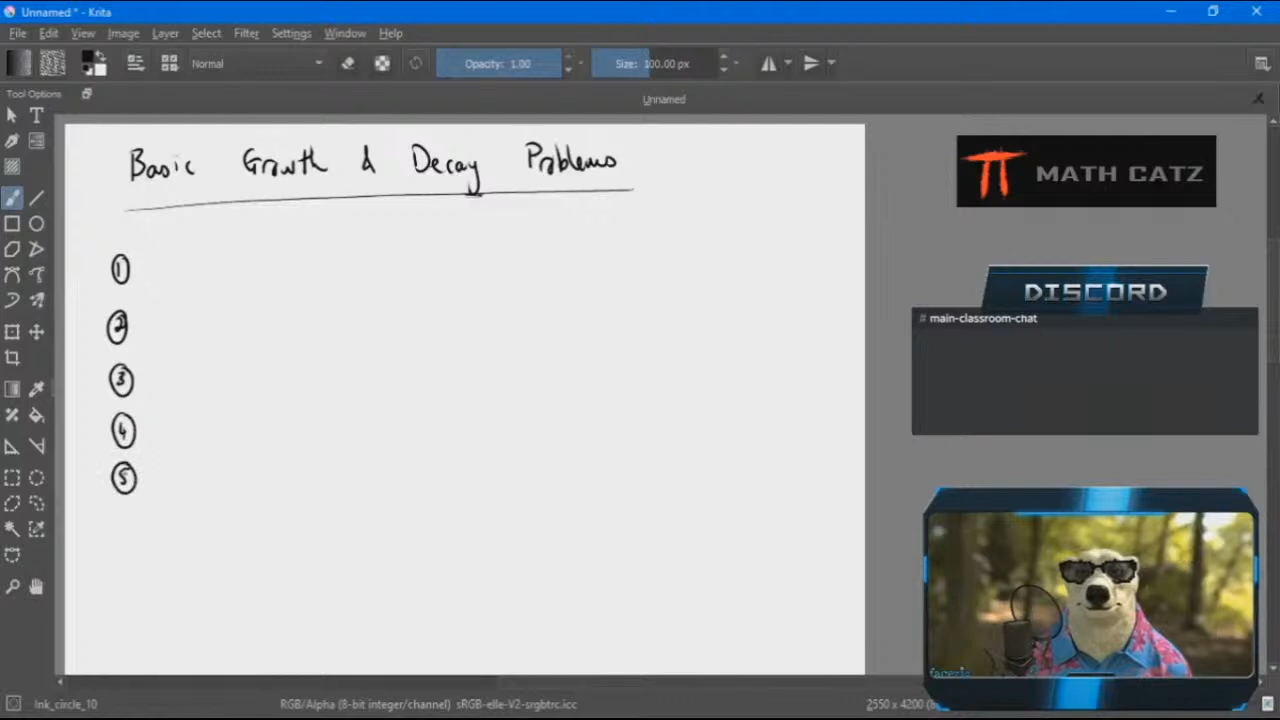 Unnamed * - Krita
File Edit View Image Layer Select Filter Settings Window Help
Normal Opacity: 1.00 Size: 100.00 px
Tool Options
Unnamed
Basic Growth & Decay Problems
1
2
3
4
5
π MATH CATZ
DISCORD
# main-classroom-chat
facerig
Ink_circle_10 RGB/Alpha (8-bit integer/channel) sRGB-elle-V2-srgbtrc.icc 2550 x 4200